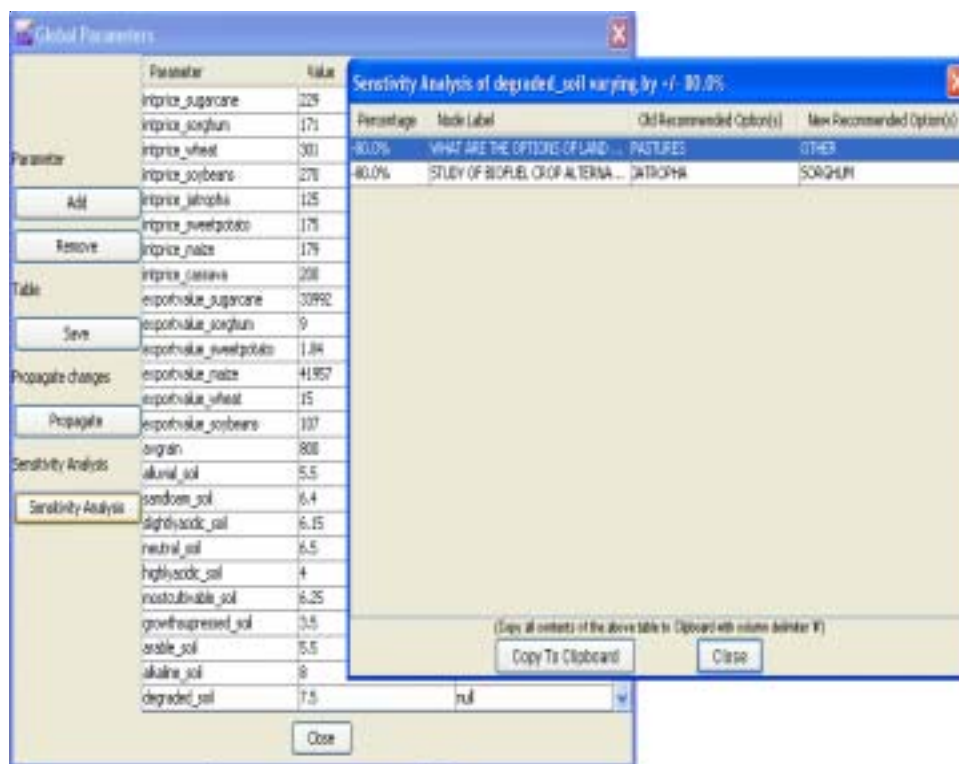 Global Parameters
Parameter Value
intprice_sugarcane 229
intprice_sorghum 171
intprice_wheat 301
intprice_soybeans 270
intprice_jatropha 125
intprice_sweetpotato 175
intprice_maize 179
intprice_cassava 200
exportvalue_sugarcane 33992
exportvalue_sorghum 9
exportvalue_sweetpotato 1.84
exportvalue_maize 41957
exportvalue_wheat 15
exportvalue_soybeans 107
avgrain 800
alluvial_soil 5.5
sandloam_soil 6.4
slightlyacidic_soil 6.15
neutral_soil 6.5
highlyacidic_soil 4
mostcultivable_soil 6.25
growthsupressed_soil 3.5
arable_soil 5.5
alkaline_soil 8
degraded_soil 7.5 null
Parameter
Add
Remove
Table
Save
Propagate changes
Propagate
Sensitivity Analysis
Sensitivity Analysis
Close
Senstivity Analysis of degraded_soil varying by +/- 80.0%
Percentage Node Label Old Recommended Option(s) New Recommended Option(s)
-80.0% WHAT ARE THE OPTIONS OF LAND ... PASTURES OTHER
-80.0% STUDY OF BIOFUEL CROP ALTERNA ... JATROPHA SORGHUM
(Copy all contents of the above table to Clipboard with column delimiter '#')
Copy To Clipboard
Close